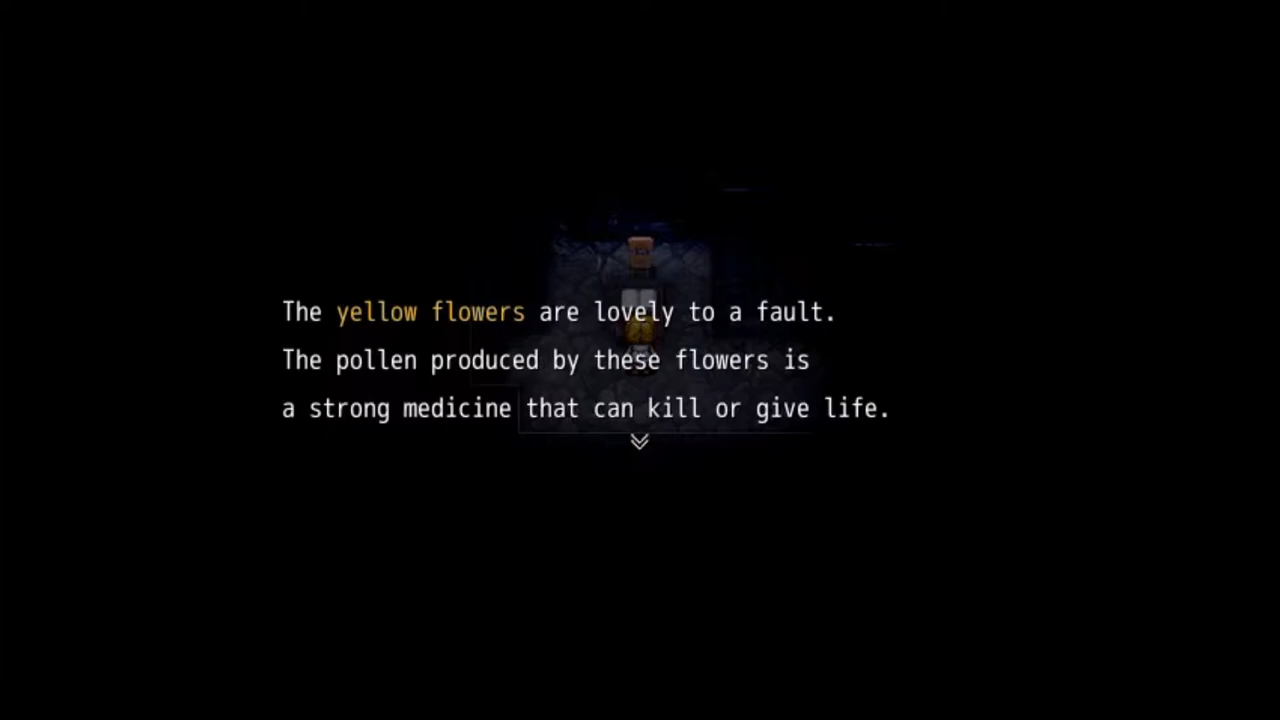 The yellow flowers are lovely to a fault.
The pollen produced by these flowers is
a strong medicine that can kill or give life.